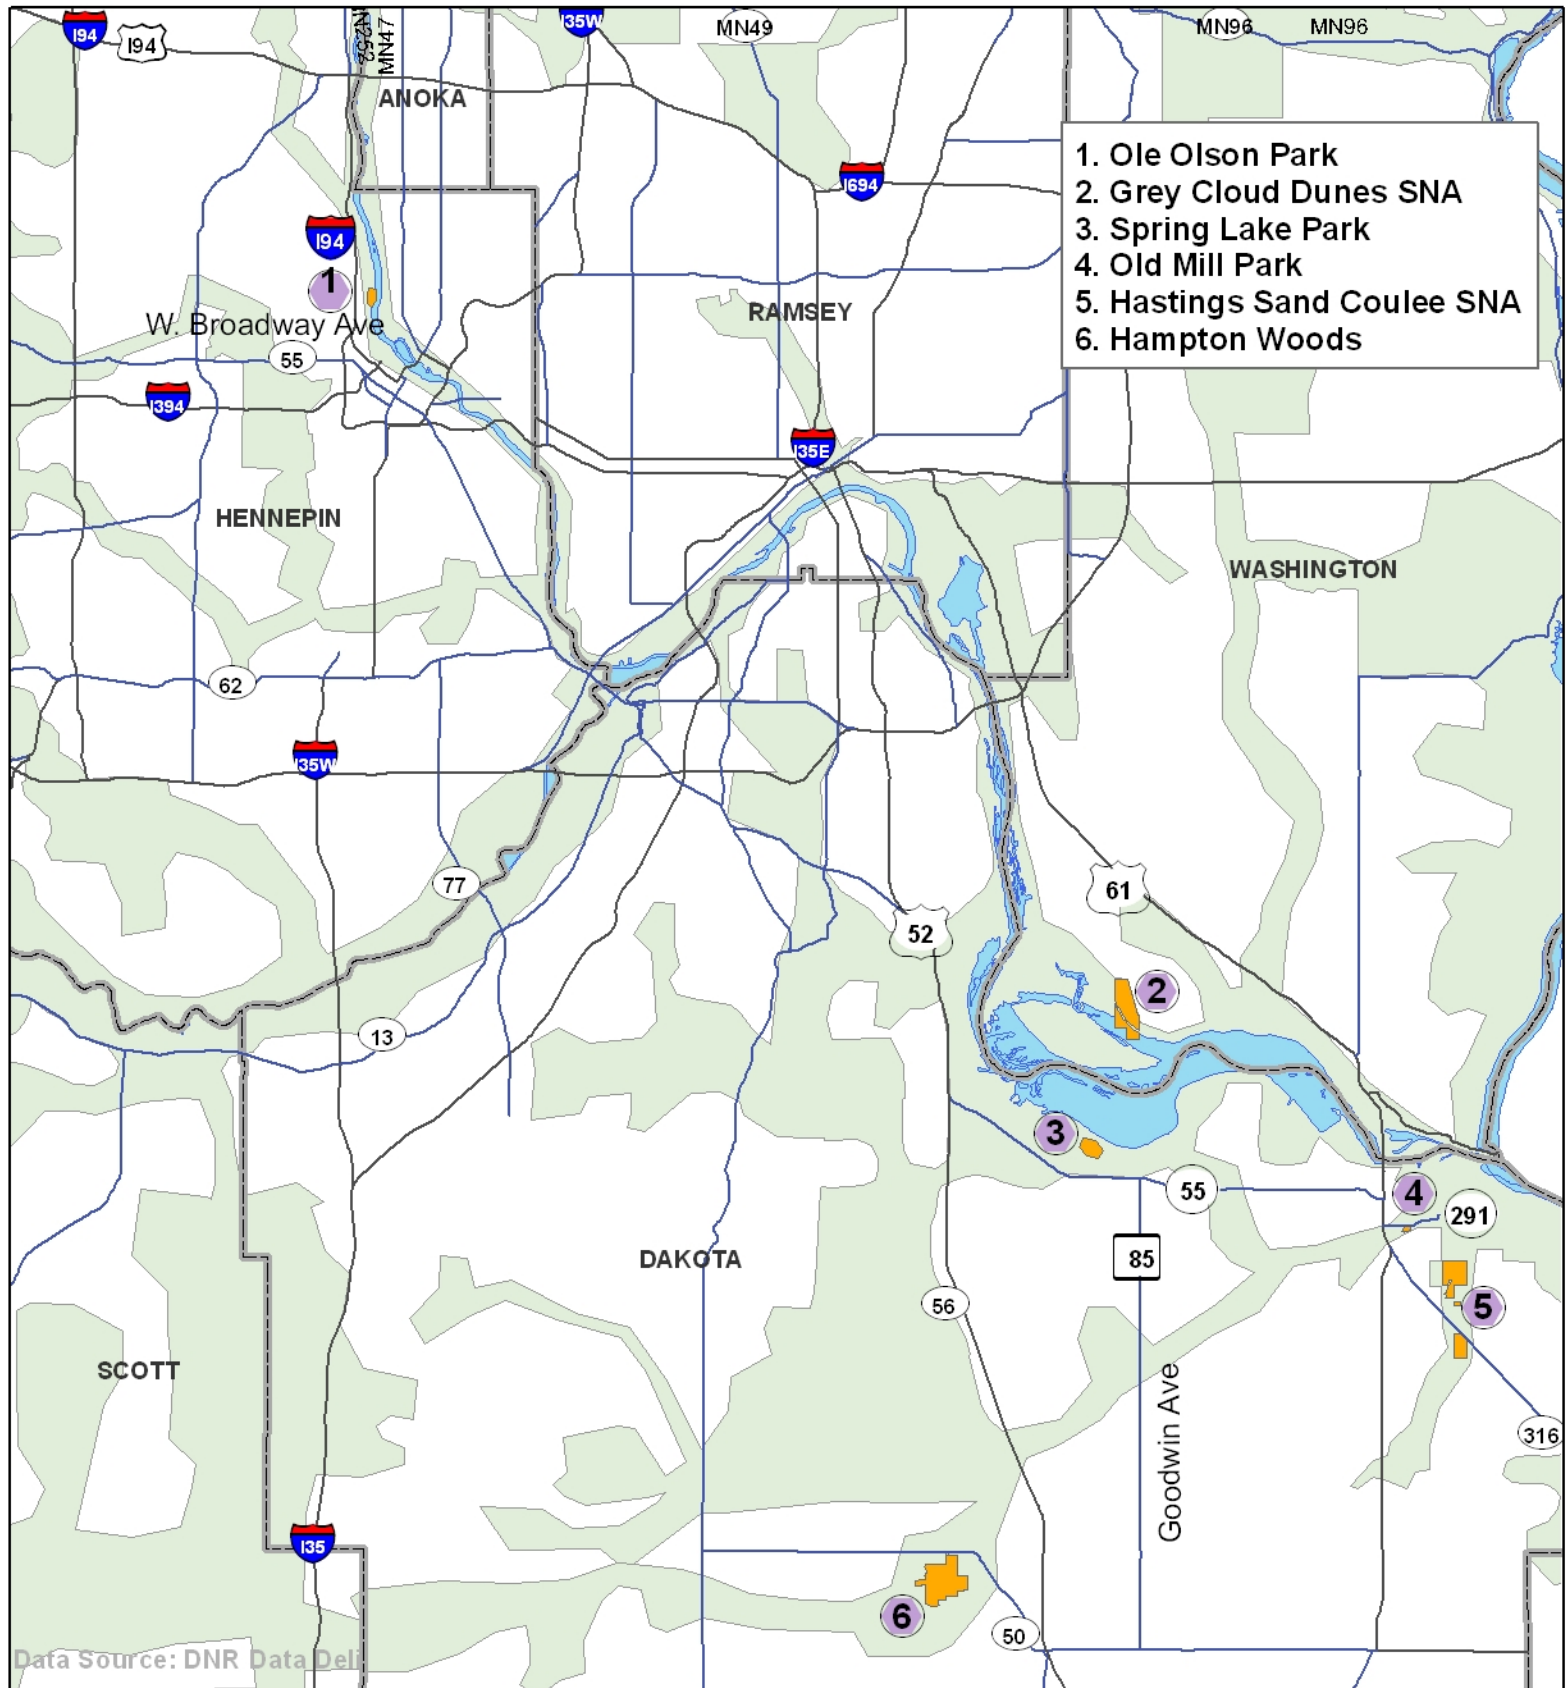 I94
I94
MN252
MN47
I35W
MN49
MN96
MN96
ANOKA
1. Ole Olson Park
2. Grey Cloud Dunes SNA
3. Spring Lake Park
4. Old Mill Park
5. Hastings Sand Coulee SNA
6. Hampton Woods
I694
I94
1
RAMSEY
W. Broadway Ave
55
I394
I35E
HENNEPIN
WASHINGTON
62
I35W
77
61
52
2
13
3
55
4
291
DAKOTA
85
56
5
SCOTT
Goodwin Ave
316
I35
6
50
Data Source: DNR Data Deli